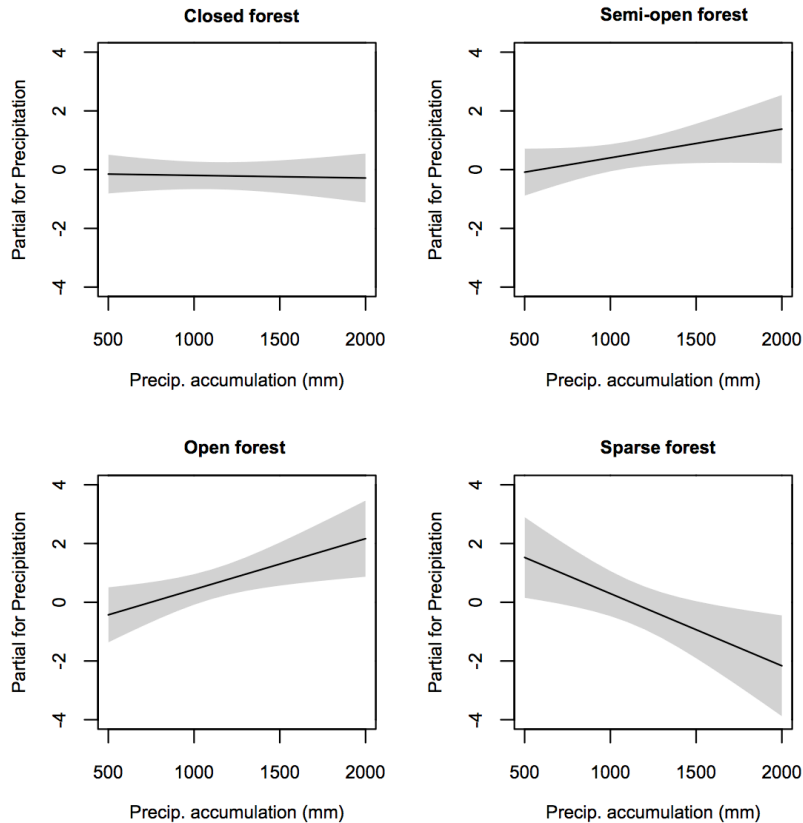 Closed forest
Partial for Precipitation
4
2
0
-2
-4
500 1000 1500 2000
Precip. accumulation (mm)
Semi-open forest
Partial for Precipitation
4
2
0
-2
-4
500 1000 1500 2000
Precip. accumulation (mm)
Open forest
Partial for Precipitation
4
2
0
-2
-4
500 1000 1500 2000
Precip. accumulation (mm)
Sparse forest
Partial for Precipitation
4
2
0
-2
-4
500 1000 1500 2000
Precip. accumulation (mm)